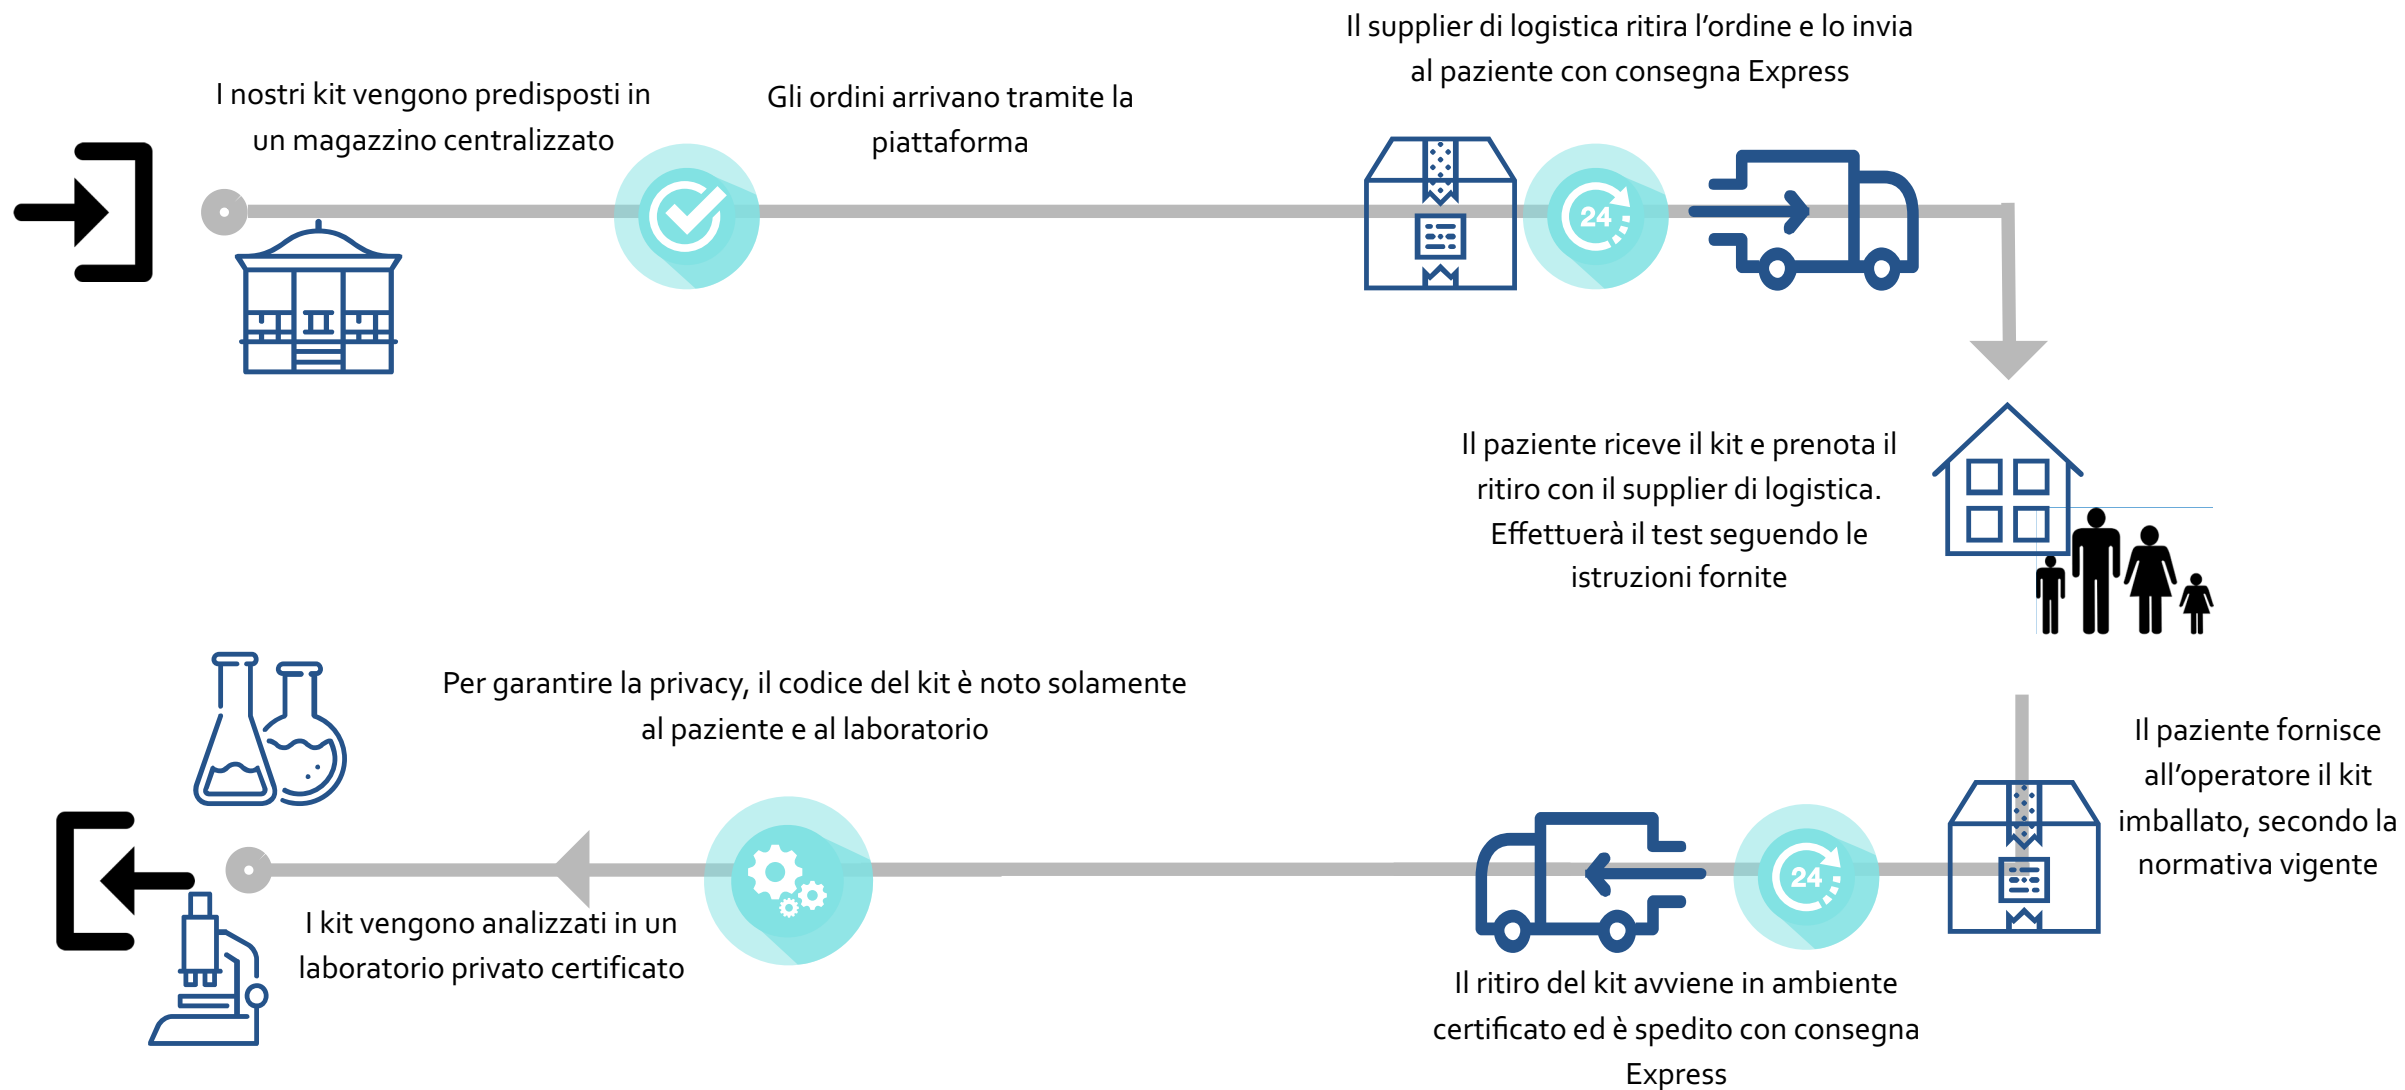 I nostri kit vengono predisposti in
un magazzino centralizzato
Gli ordini arrivano tramite la
piattaforma
Il supplier di logistica ritira l’ordine e lo invia
al paziente con consegna Express
24
Il paziente riceve il kit e prenota il
ritiro con il supplier di logistica.
Effettuerà il test seguendo le
istruzioni fornite
Il paziente fornisce
all’operatore il kit
imballato, secondo la
normativa vigente
24
Il ritiro del kit avviene in ambiente
certificato ed è spedito con consegna
Express
Per garantire la privacy, il codice del kit è noto solamente
al paziente e al laboratorio
I kit vengono analizzati in un
laboratorio privato certificato